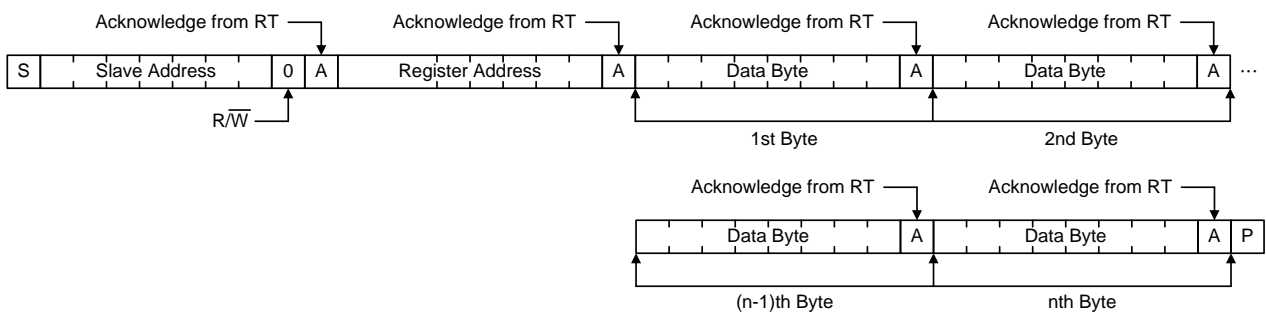 Acknowledge from RT Acknowledge from RT Acknowledge from RT Acknowledge from RT
S Slave Address 0 A Register Address A Data Byte A Data Byte A ...
R/W̅
1st Byte 2nd Byte
Acknowledge from RT Acknowledge from RT
Data Byte A Data Byte A P
(n-1)th Byte nth Byte